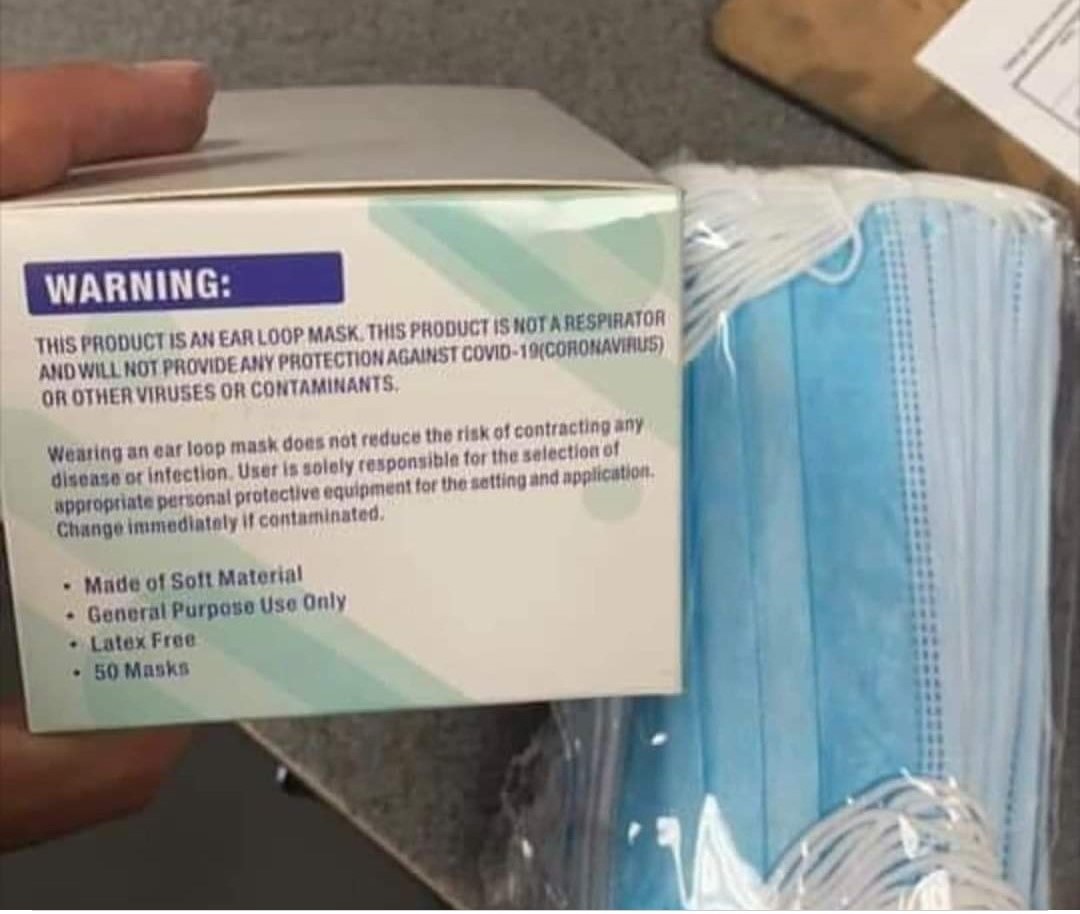 WARNING:
THIS PRODUCT IS AN EAR LOOP MASK. THIS PRODUCT IS NOT A RESPIRATOR
AND WILL NOT PROVIDE ANY PROTECTION AGAINST COVID-19(CORONAVIRUS)
OR OTHER VIRUSES OR CONTAMINANTS.
Wearing an ear loop mask does not reduce the risk of contracting any
disease or infection. User is solely responsible for the selection of
appropriate personal protective equipment for the setting and application.
Change immediately if contaminated.
• Made of Soft Material
• General Purpose Use Only
• Latex Free
• 50 Masks